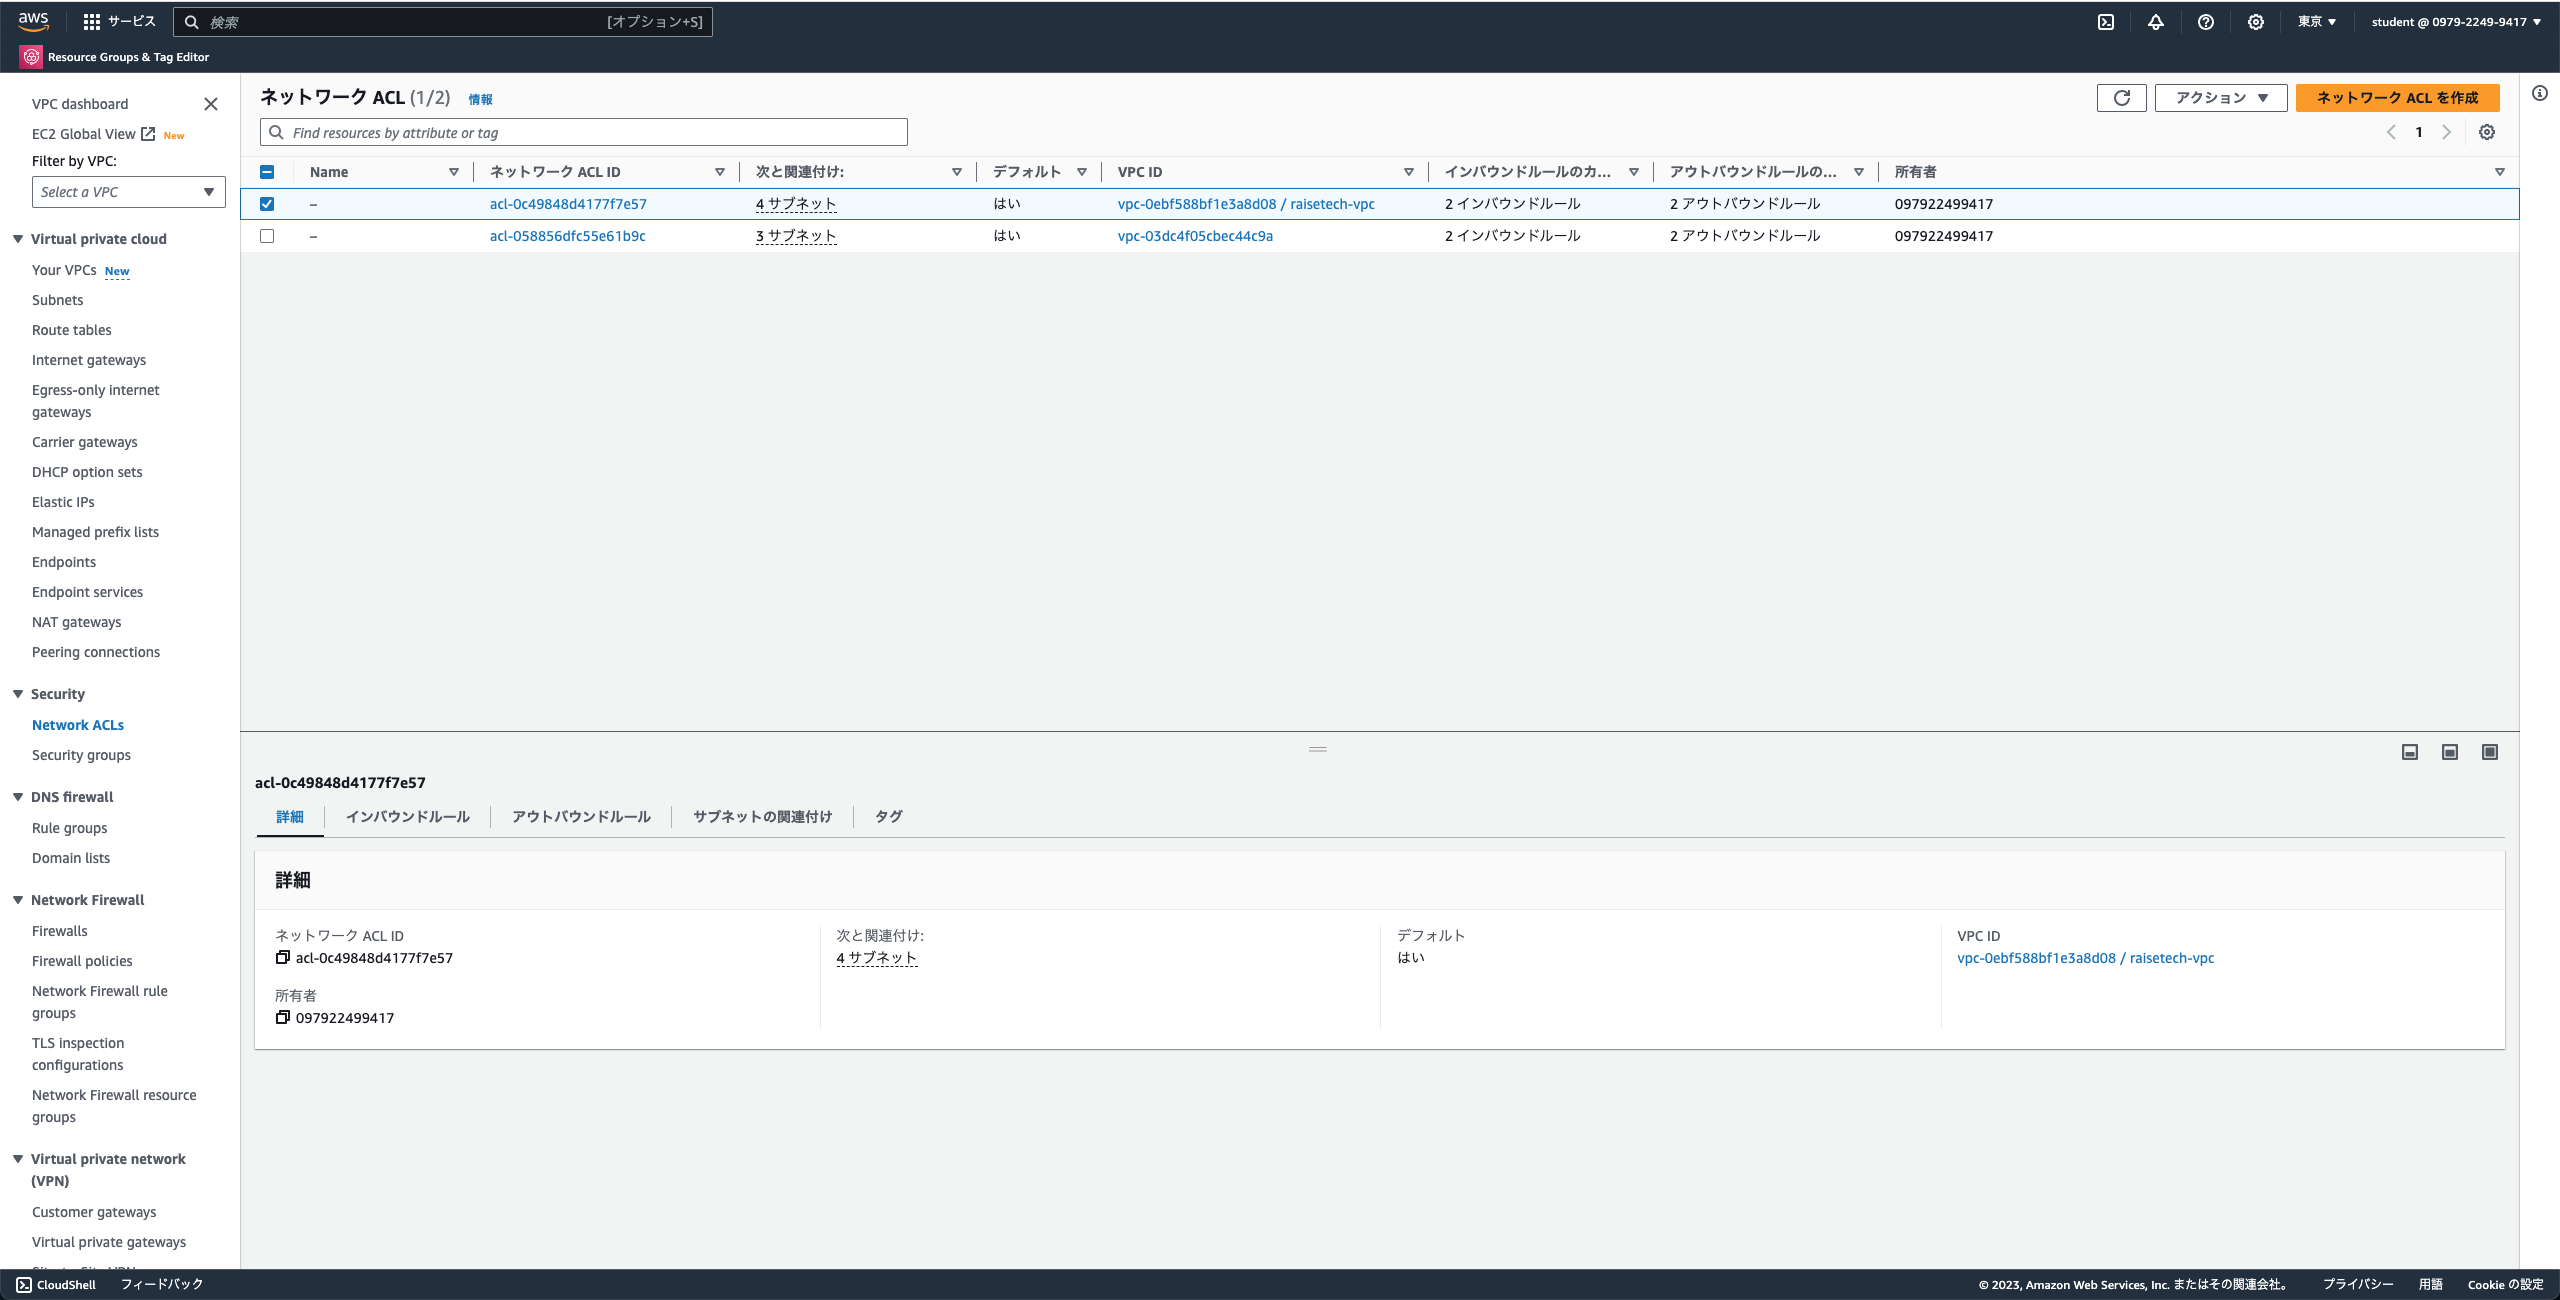 aws
サービス
検索
[オプション+S]
東京
student @ 0979-2249-9417
Resource Groups & Tag Editor
VPC dashboard
EC2 Global View New
Filter by VPC:
Select a VPC
Virtual private cloud
Your VPCs New
Subnets
Route tables
Internet gateways
Egress-only internet
gateways
Carrier gateways
DHCP option sets
Elastic IPs
Managed prefix lists
Endpoints
Endpoint services
NAT gateways
Peering connections
Security
Network ACLs
Security groups
DNS firewall
Rule groups
Domain lists
Network Firewall
Firewalls
Firewall policies
Network Firewall rule
groups
TLS inspection
configurations
Network Firewall resource
groups
Virtual private network
(VPN)
Customer gateways
Virtual private gateways
ネットワーク ACL (1/2) 情報
アクション
ネットワーク ACL を作成
Find resources by attribute or tag
1
Name ネットワーク ACL ID 次と関連付け: デフォルト VPC ID インバウンドルールのカ... アウトバウンドルールの... 所有者
– acl-0c49848d4177f7e57 4 サブネット はい vpc-0ebf588bf1e3a8d08 / raisetech-vpc 2 インバウンドルール 2 アウトバウンドルール 097922499417
– acl-058856dfc55e61b9c 3 サブネット はい vpc-03dc4f05cbec44c9a 2 インバウンドルール 2 アウトバウンドルール 097922499417
acl-0c49848d4177f7e57
詳細 インバウンドルール アウトバウンドルール サブネットの関連付け タグ
詳細
ネットワーク ACL ID
acl-0c49848d4177f7e57
次と関連付け:
4 サブネット
デフォルト
はい
VPC ID
vpc-0ebf588bf1e3a8d08 / raisetech-vpc
所有者
097922499417
CloudShell フィードバック
© 2023, Amazon Web Services, Inc. またはその関連会社。 プライバシー 用語 Cookie の設定